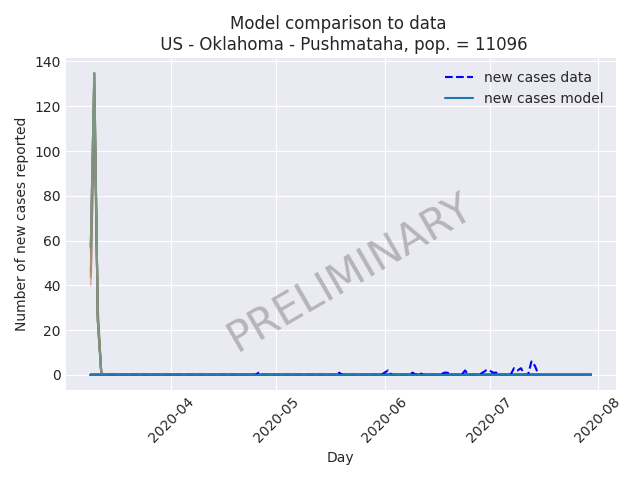 Model comparison to data
US - Oklahoma - Pushmataha, pop. = 11096
Number of new cases reported
140
120
100
80
60
40
20
0
new cases data
new cases model
PRELIMINARY
2020-04
2020-05
2020-06
2020-07
2020-08
Day